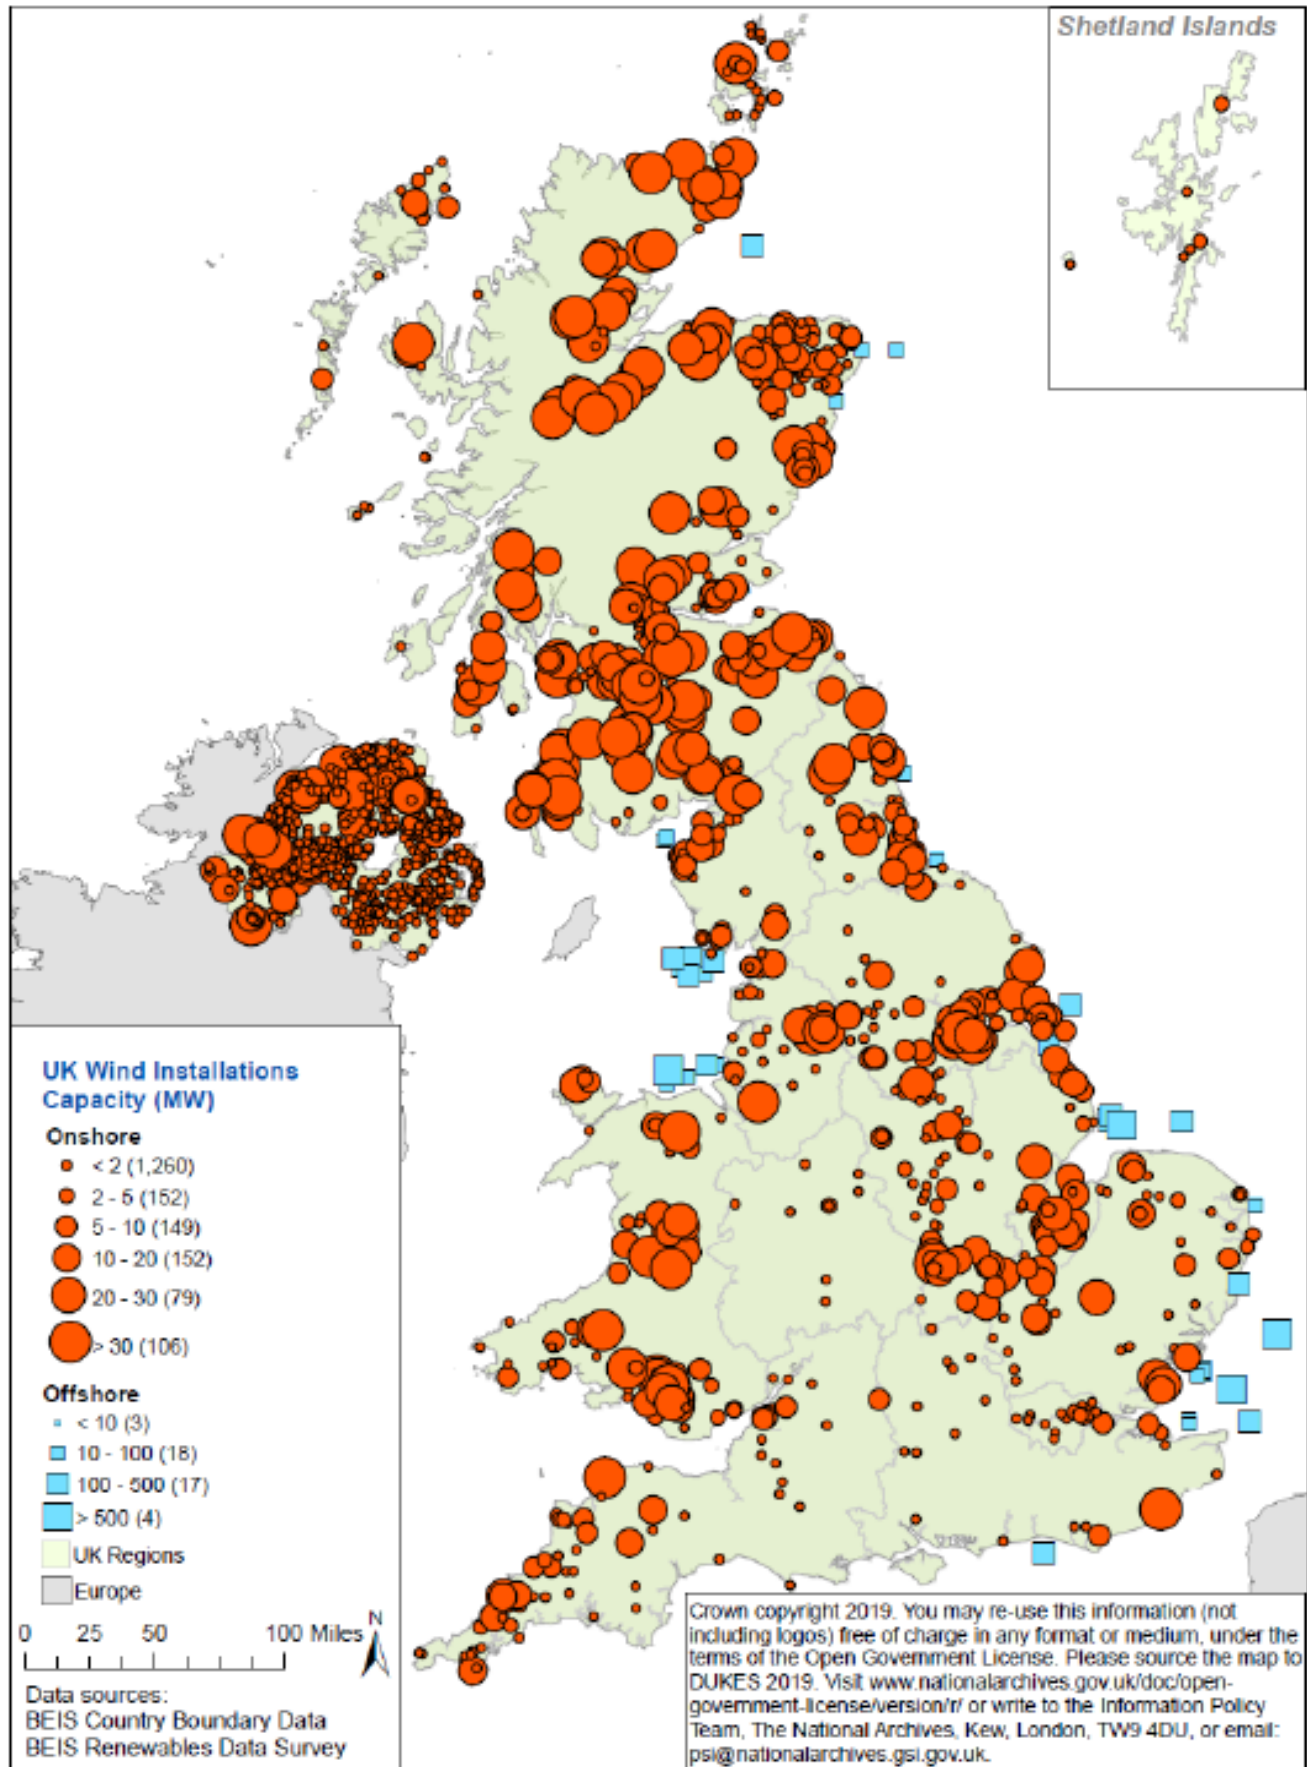 Shetland Islands
UK Wind Installations
Capacity (MW)
Onshore
< 2 (1,260)
2 - 5 (152)
5 - 10 (149)
10 - 20 (152)
20 - 30 (79)
> 30 (106)
Offshore
< 10 (3)
10 - 100 (18)
100 - 500 (17)
> 500 (4)
UK Regions
Europe
0 25 50 100 Miles
N
Data sources:
BEIS Country Boundary Data
BEIS Renewables Data Survey
Crown copyright 2019. You may re-use this information (not
including logos) free of charge in any format or medium, under the
terms of the Open Government License. Please source the map to
DUKES 2019. Visit www.nationalarchives.gov.uk/doc/open-
government-license/version/r/ or write to the Information Policy
Team, The National Archives, Kew, London, TW9 4DU, or email:
psi@nationalarchives.gsi.gov.uk.